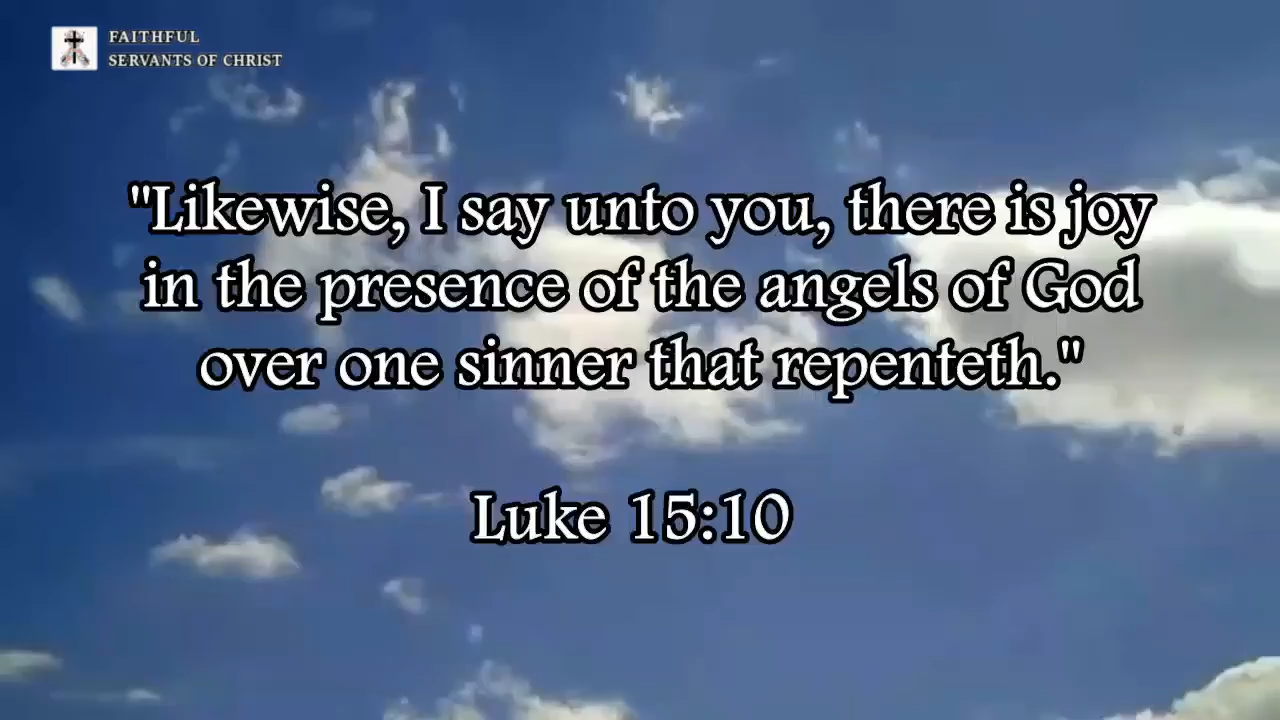 FAITHFUL
SERVANTS OF CHRIST
"Likewise, I say unto you, there is joy
in the presence of the angels of God
over one sinner that repenteth."
Luke 15:10